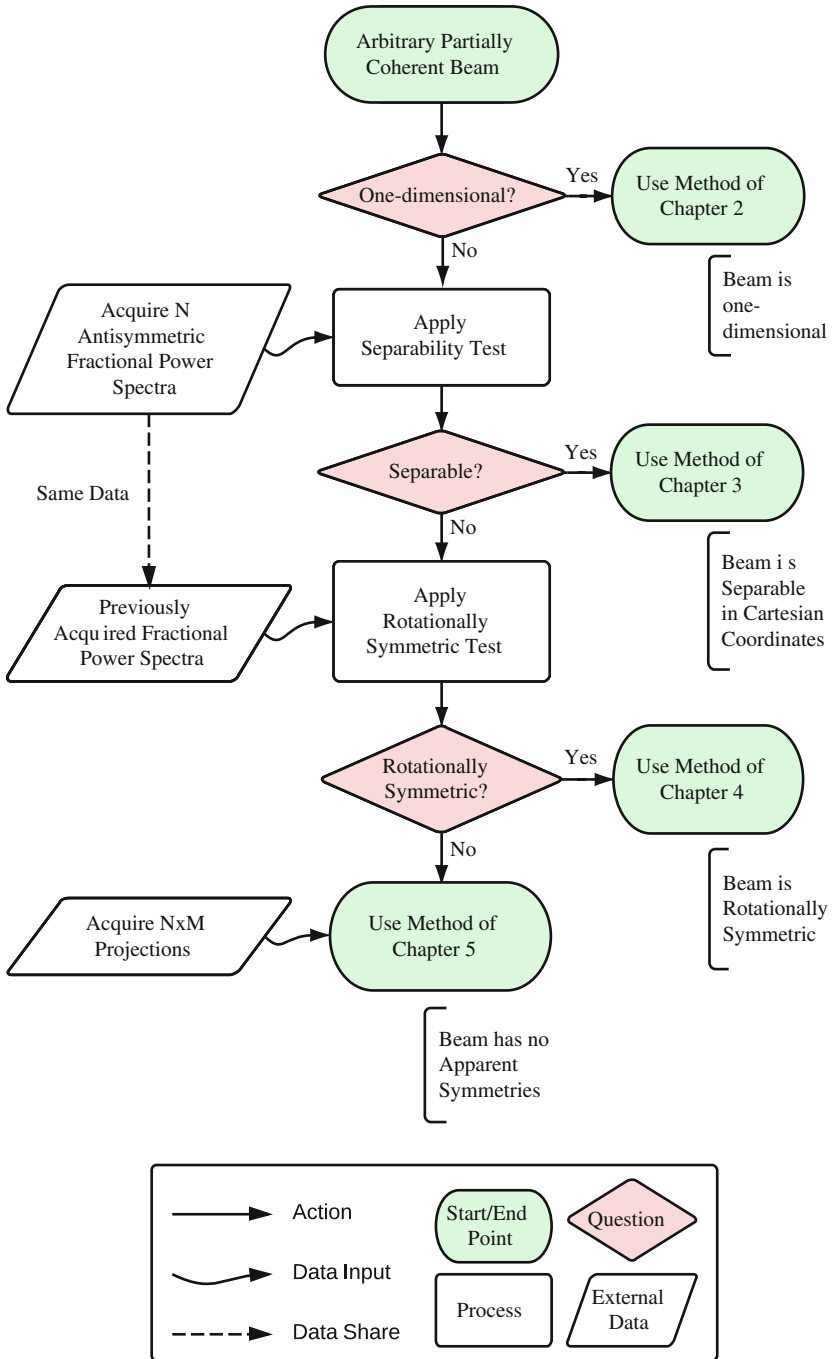 Arbitrary Partially
Coherent Beam
One-dimensional?
Yes
Use Method of
Chapter 2
No
Beam is
one-
dimensional
Acquire N
Antisymmetric
Fractional Power
Spectra
Apply
Separability Test
Same Data
Separable?
Yes
Use Method of
Chapter 3
No
Beam i s
Separable
in Cartesian
Coordinates
Previously
Acquired Fractional
Power Spectra
Apply
Rotationally
Symmetric Test
Rotationally
Symmetric?
Yes
Use Method of
Chapter 4
No
Beam is
Rotationally
Symmetric
Acquire NxM
Projections
Use Method of
Chapter 5
Beam has no
Apparent
Symmetries
Action
Start/End
Point
Question
Data Input
Process
External
Data
Data Share